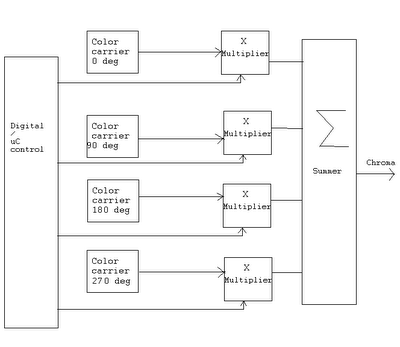 Color
carrier
0 deg
X
Multiplier
Digital
/
uC
control
Color
carrier
90 deg
X
Multiplier
Σ
Summer
Chroma
Color
carrier
180 deg
X
Multiplier
Color
carrier
270 deg
X
Multiplier